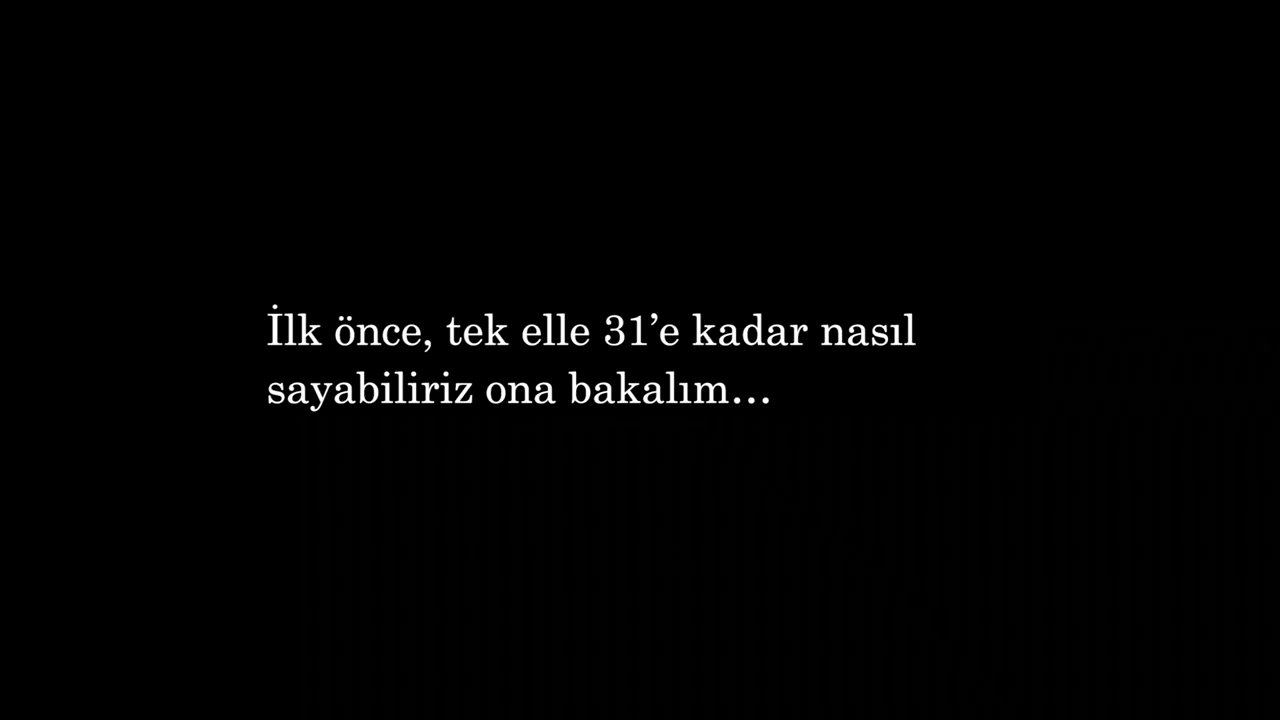 İlk önce, tek elle 31’e kadar nasıl
sayabiliriz ona bakalım…